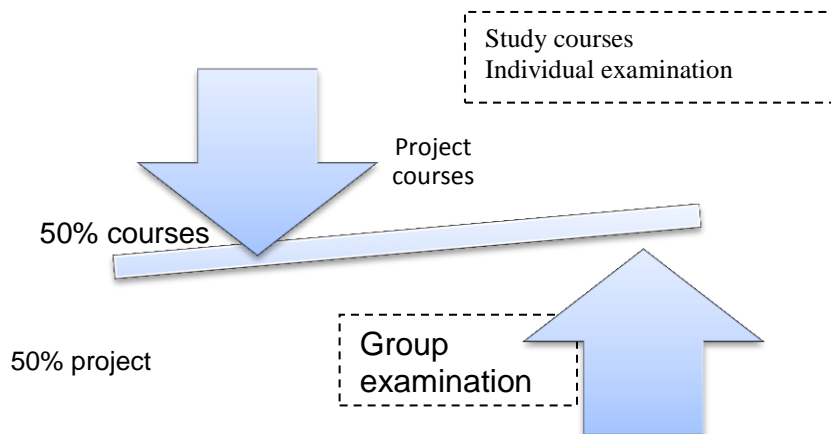 Study courses
Individual examination
Project
courses
50% courses
Group
examination
50% project